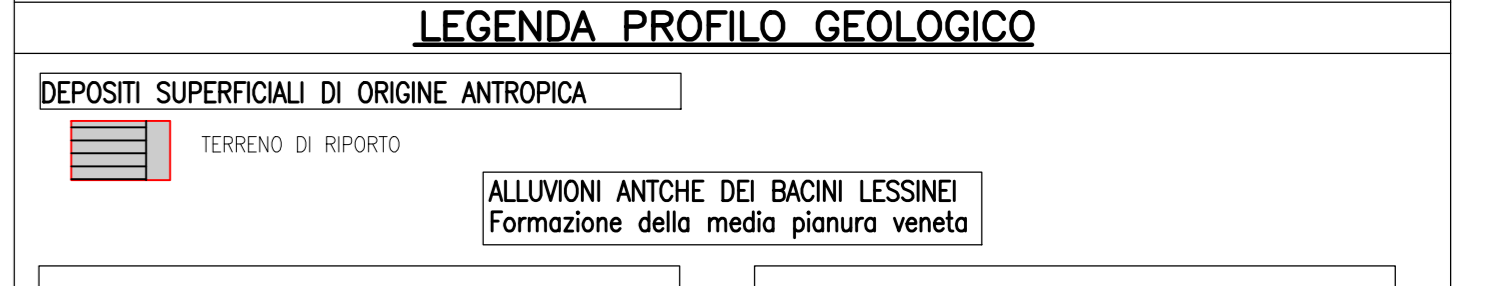 LEGENDA PROFILO GEOLOGICO
DEPOSITI SUPERFICIALI DI ORIGINE ANTROPICA
TERRENO DI RIPORTO
ALLUVIONI ANTCHE DEI BACINI LESSINEI
Formazione della media pianura veneta